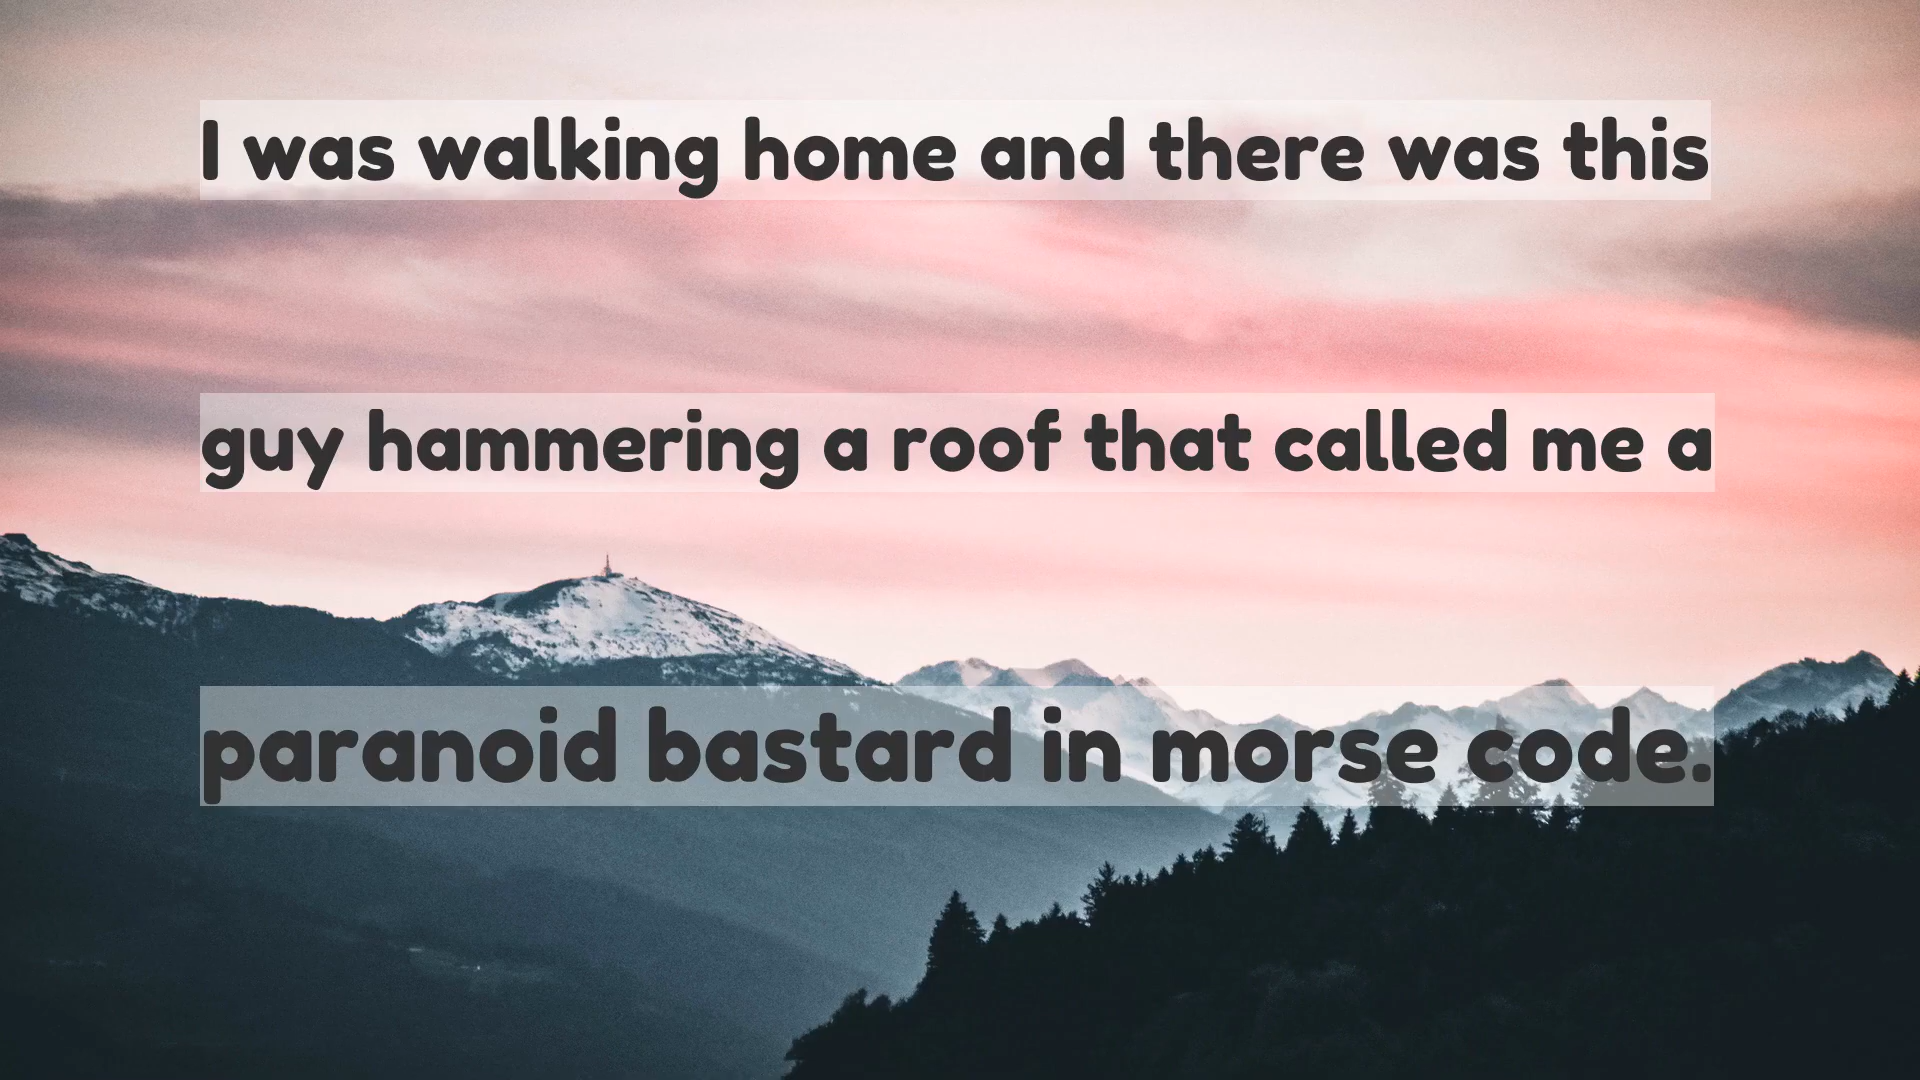 I was walking home and there was this
guy hammering a roof that called me a
paranoid bastard in morse code.